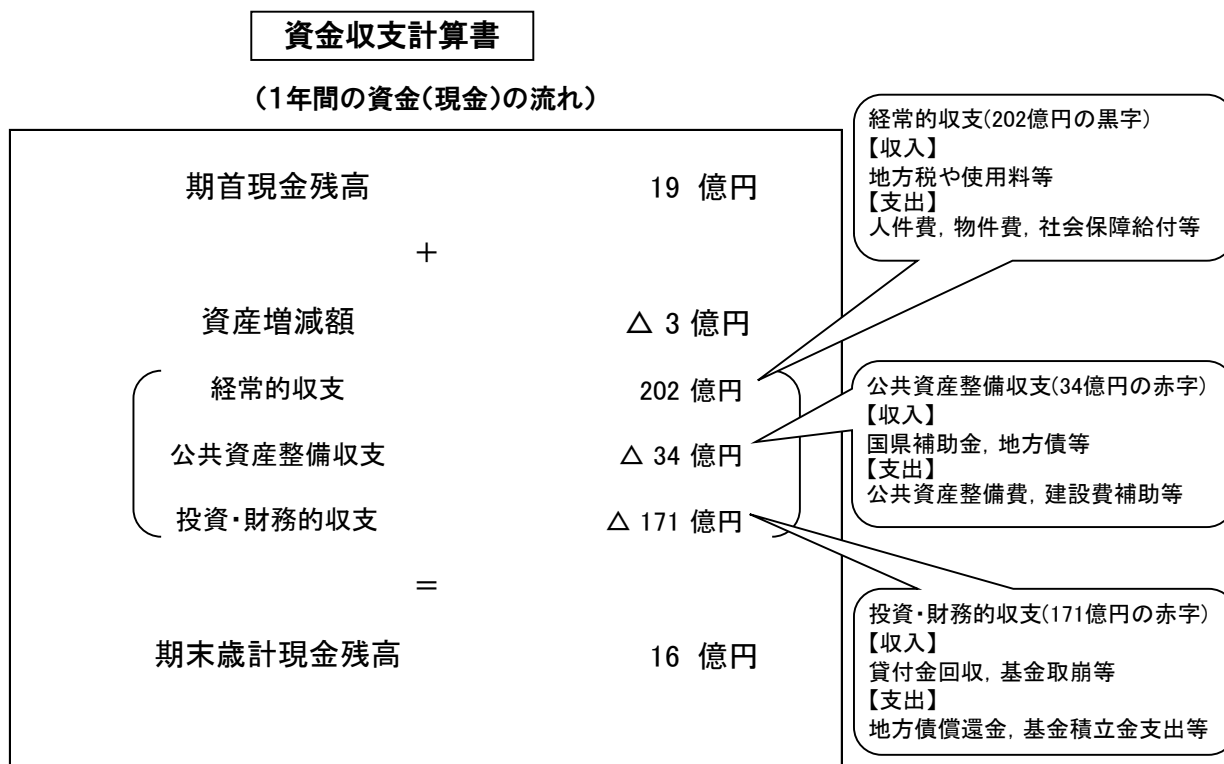 資金収支計算書
(1年間の資金(現金)の流れ)
期首現金残高 19 億円
+
資産増減額 △ 3 億円
経常的収支 202 億円
公共資産整備収支 △ 34 億円
投資・財務的収支 △ 171 億円
=
期末歳計現金残高 16 億円
経常的収支(202億円の黒字)
【収入】
地方税や使用料等
【支出】
人件費, 物件費, 社会保障給付等
公共資産整備収支(34億円の赤字)
【収入】
国県補助金, 地方債等
【支出】
公共資産整備費, 建設費補助等
投資・財務的収支(171億円の赤字)
【収入】
貸付金回収, 基金取崩等
【支出】
地方債償還金, 基金積立金支出等